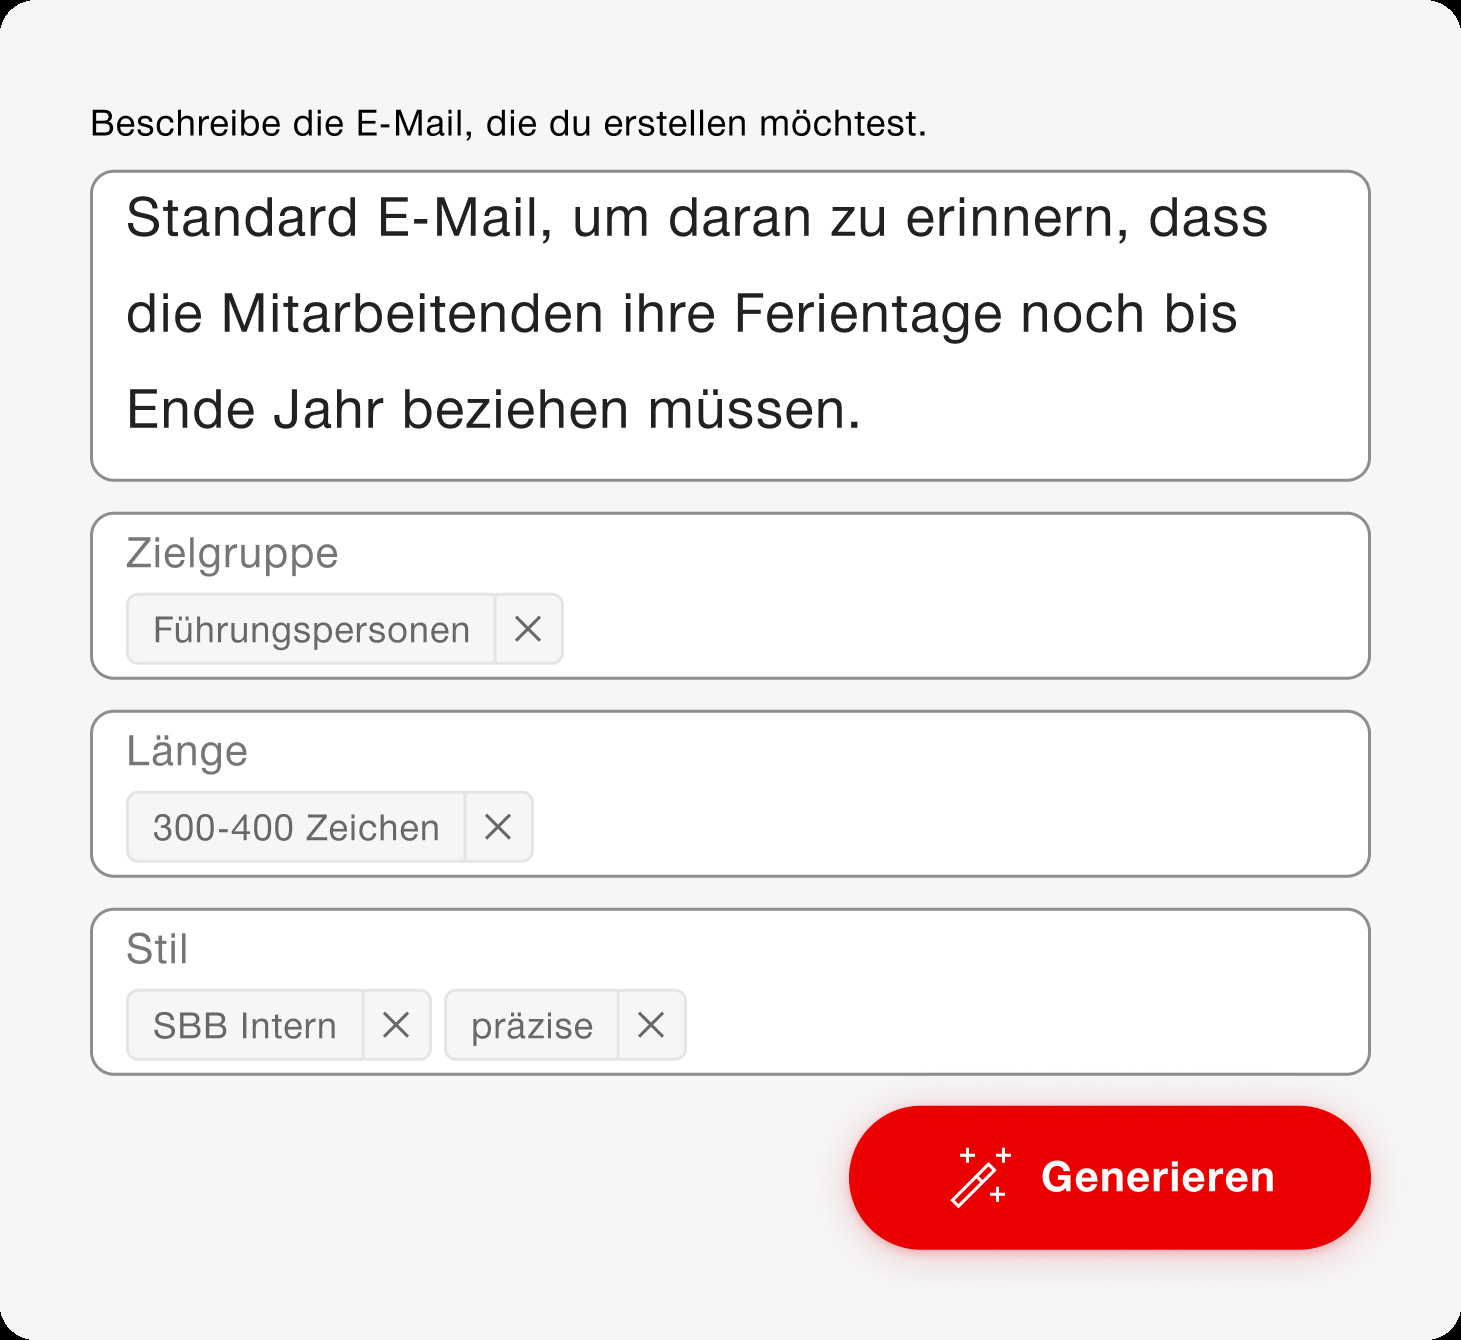 Beschreibe die E-Mail, die du erstellen möchtest.
Standard E-Mail, um daran zu erinnern, dass
die Mitarbeitenden ihre Ferientage noch bis
Ende Jahr beziehen müssen.
Zielgruppe
Führungspersonen
Länge
300-400 Zeichen
Stil
SBB Intern präzise
Generieren